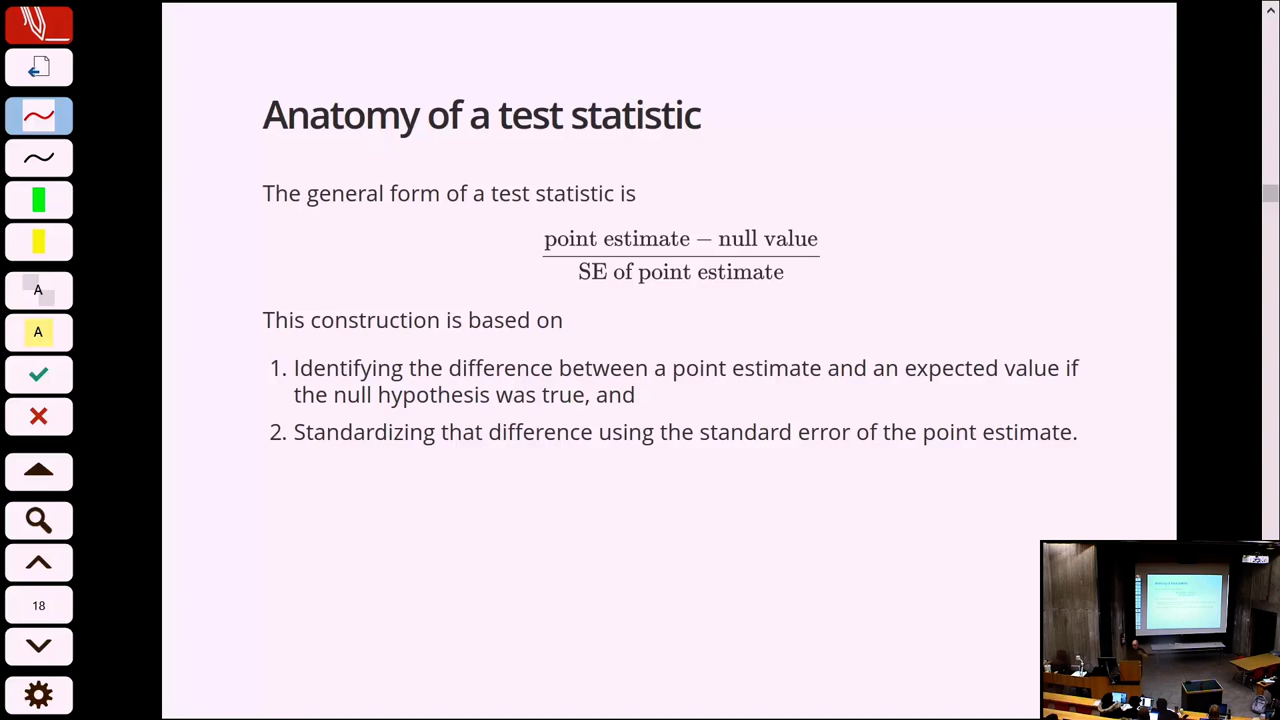 Anatomy of a test statistic
The general form of a test statistic is
point estimate − null value
SE of point estimate
This construction is based on
1. Identifying the difference between a point estimate and an expected value if
the null hypothesis was true, and
2. Standardizing that difference using the standard error of the point estimate.
A
A
18